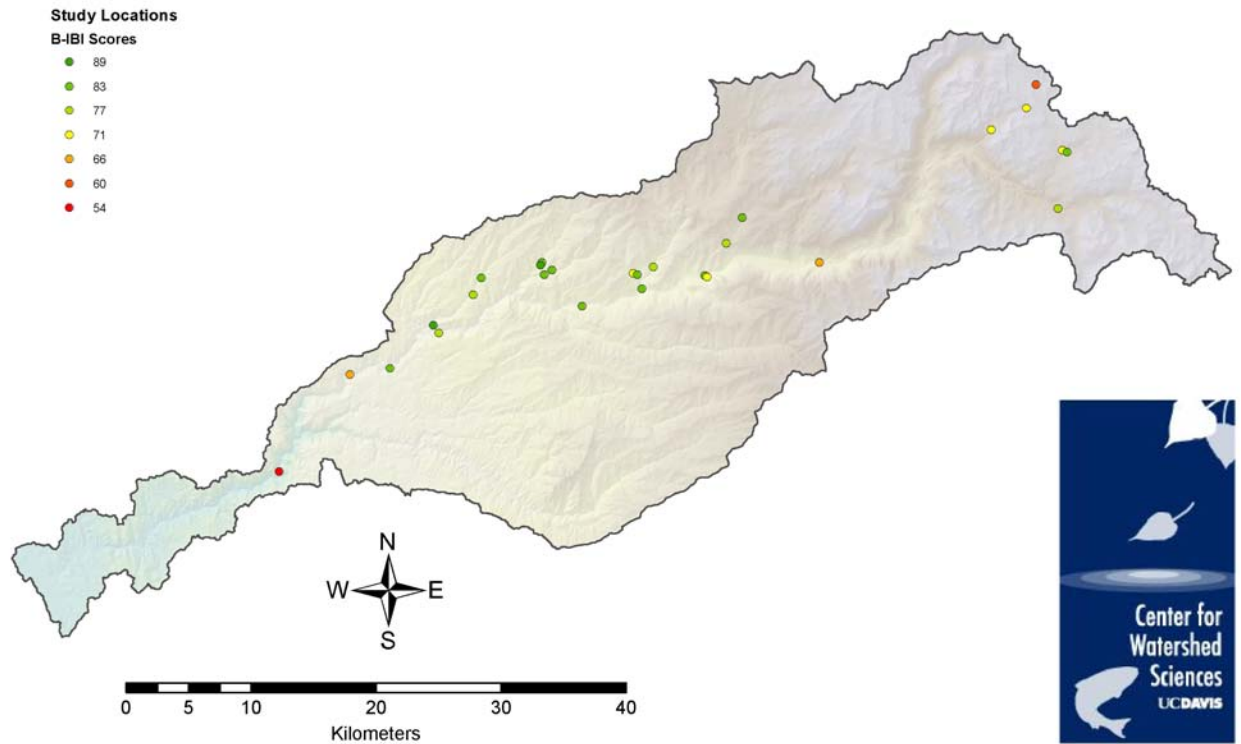 Study Locations
B-IBI Scores
89
83
77
71
66
60
54
N
W E
S
0 5 10 20 30 40
Kilometers
Center for
Watershed
Sciences
UCDAVIS